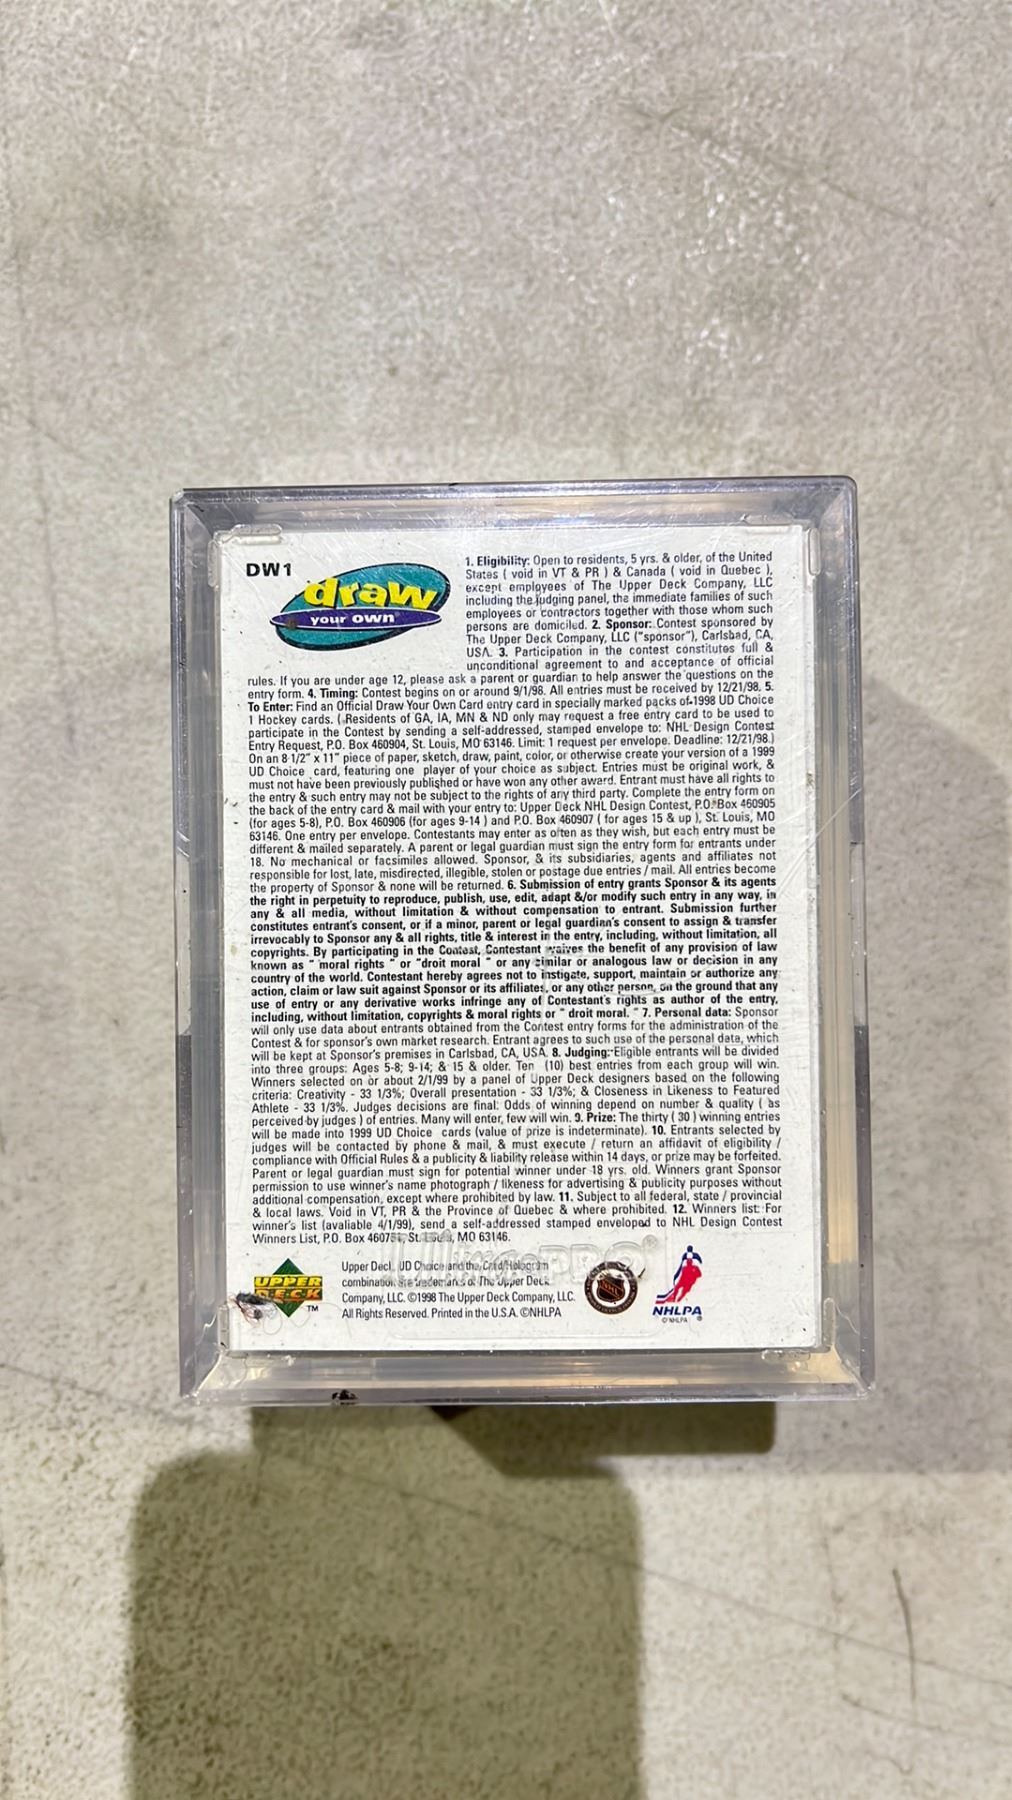 DW1
draw
your own
1. Eligibility: Open to residents, 5 yrs. & older, of the United
States ( void in VT & PR ) & Canada ( void in Quebec ),
except employees of The Upper Deck Company, LLC
including the judging panel, the immediate families of such
employees or contractors together with those whom such
persons are domiciled. 2. Sponsor: Contest sponsored by
The Upper Deck Company, LLC ("sponsor"), Carlsbad, CA,
USA. 3. Participation in the contest constitutes full &
unconditional agreement to and acceptance of official
rules. If you are under age 12, please ask a parent or guardian to help answer the questions on the
entry form. 4. Timing: Contest begins on or around 9/1/98. All entries must be received by 12/21/98. 5.
To Enter: Find an Official Draw Your Own Card entry card in specially marked packs of 1998 UD Choice
1 Hockey cards. ( Residents of GA, IA, MN & ND only may request a free entry card to be used to
participate in the Contest by sending a self-addressed, stamped envelope to: NHL Design Contest
Entry Request, P.O. Box 460904, St. Louis, MO 63146. Limit: 1 request per envelope. Deadline: 12/21/98.)
On an 8 1/2" x 11" piece of paper, sketch, draw, paint, color, or otherwise create your version of a 1999
UD Choice card, featuring one player of your choice as subject. Entries must be original work, &
must not have been previously published or have won any other award. Entrant must have all rights to
the entry & such entry may not be subject to the rights of any third party. Complete the entry form on
the back of the entry card & mail with your entry to: Upper Deck NHL Design Contest, P.O. Box 460905
(for ages 5-8), P.O. Box 460906 (for ages 9-14 ) and P.O. Box 460907 ( for ages 15 & up ), St. Louis, MO
63146. One entry per envelope. Contestants may enter as often as they wish, but each entry must be
different & mailed separately. A parent or legal guardian must sign the entry form for entrants under
18. No mechanical or facsimiles allowed. Sponsor, & its subsidiaries, agents and affiliates not
responsible for lost, late, misdirected, illegible, stolen or postage due entries / mail. All entries become
the property of Sponsor & none will be returned. 6. Submission of entry grants Sponsor & its agents
the right in perpetuity to reproduce, publish, use, edit, adapt &/or modify such entry in any way, in
any & all media, without limitation & without compensation to entrant. Submission further
constitutes entrant's consent, or if a minor, parent or legal guardian's consent to assign & transfer
irrevocably to Sponsor any & all rights, title & interest in the entry, including, without limitation, all
copyrights. By participating in the Contest, Contestant waives the benefit of any provision of law
known as " moral rights " or "droit moral " or any similar or analogous law or decision in any
country of the world. Contestant hereby agrees not to instigate, support, maintain or authorize any
action, claim or law suit against Sponsor or its affiliates, or any other person, on the ground that any
use of entry or any derivative works infringe any of Contestant's rights as author of the entry,
including, without limitation, copyrights & moral rights or " droit moral. " 7. Personal data: Sponsor
will only use data about entrants obtained from the Contest entry forms for the administration of the
Contest & for sponsor's own market research. Entrant agrees to such use of the personal data, which
will be kept at Sponsor's premises in Carlsbad, CA, USA. 8. Judging: Eligible entrants will be divided
into three groups: Ages 5-8; 9-14; & 15 & older. Ten (10) best entries from each group will win.
Winners selected on or about 2/1/99 by a panel of Upper Deck designers based on the following
criteria: Creativity - 33 1/3%; Overall presentation - 33 1/3%; & Closeness in Likeness to Featured
Athlete - 33 1/3%. Judges decisions are final. Odds of winning depend on number & quality ( as
perceived by judges ) of entries. Many will enter, few will win. 9. Prize: The thirty ( 30 ) winning entries
will be made into 1999 UD Choice cards (value of prize is indeterminate). 10. Entrants selected by
judges will be contacted by phone & mail, & must execute / return an affidavit of eligibility /
compliance with Official Rules & a publicity & liability release within 14 days, or prize may be forfeited.
Parent or legal guardian must sign for potential winner under 18 yrs. old. Winners grant Sponsor
permission to use winner's name photograph / likeness for advertising & publicity purposes without
additional compensation, except where prohibited by law. 11. Subject to all federal, state / provincial
& local laws. Void in VT, PR & the Province of Quebec & where prohibited. 12. Winners list: For
winner's list (avaliable 4/1/99), send a self-addressed stamped enveloped to NHL Design Contest
Winners List, P.O. Box 46075, St. Louis, MO 63146.
Ultra PRO
UPPER
DECK
TM
Upper Deck, UD Choice and the Card/Hologram
combination are trademarks of The Upper Deck
Company, LLC. ©1998 The Upper Deck Company, LLC.
All Rights Reserved. Printed in the U.S.A. ©NHLPA
NHL
NHLPA
©NHLPA